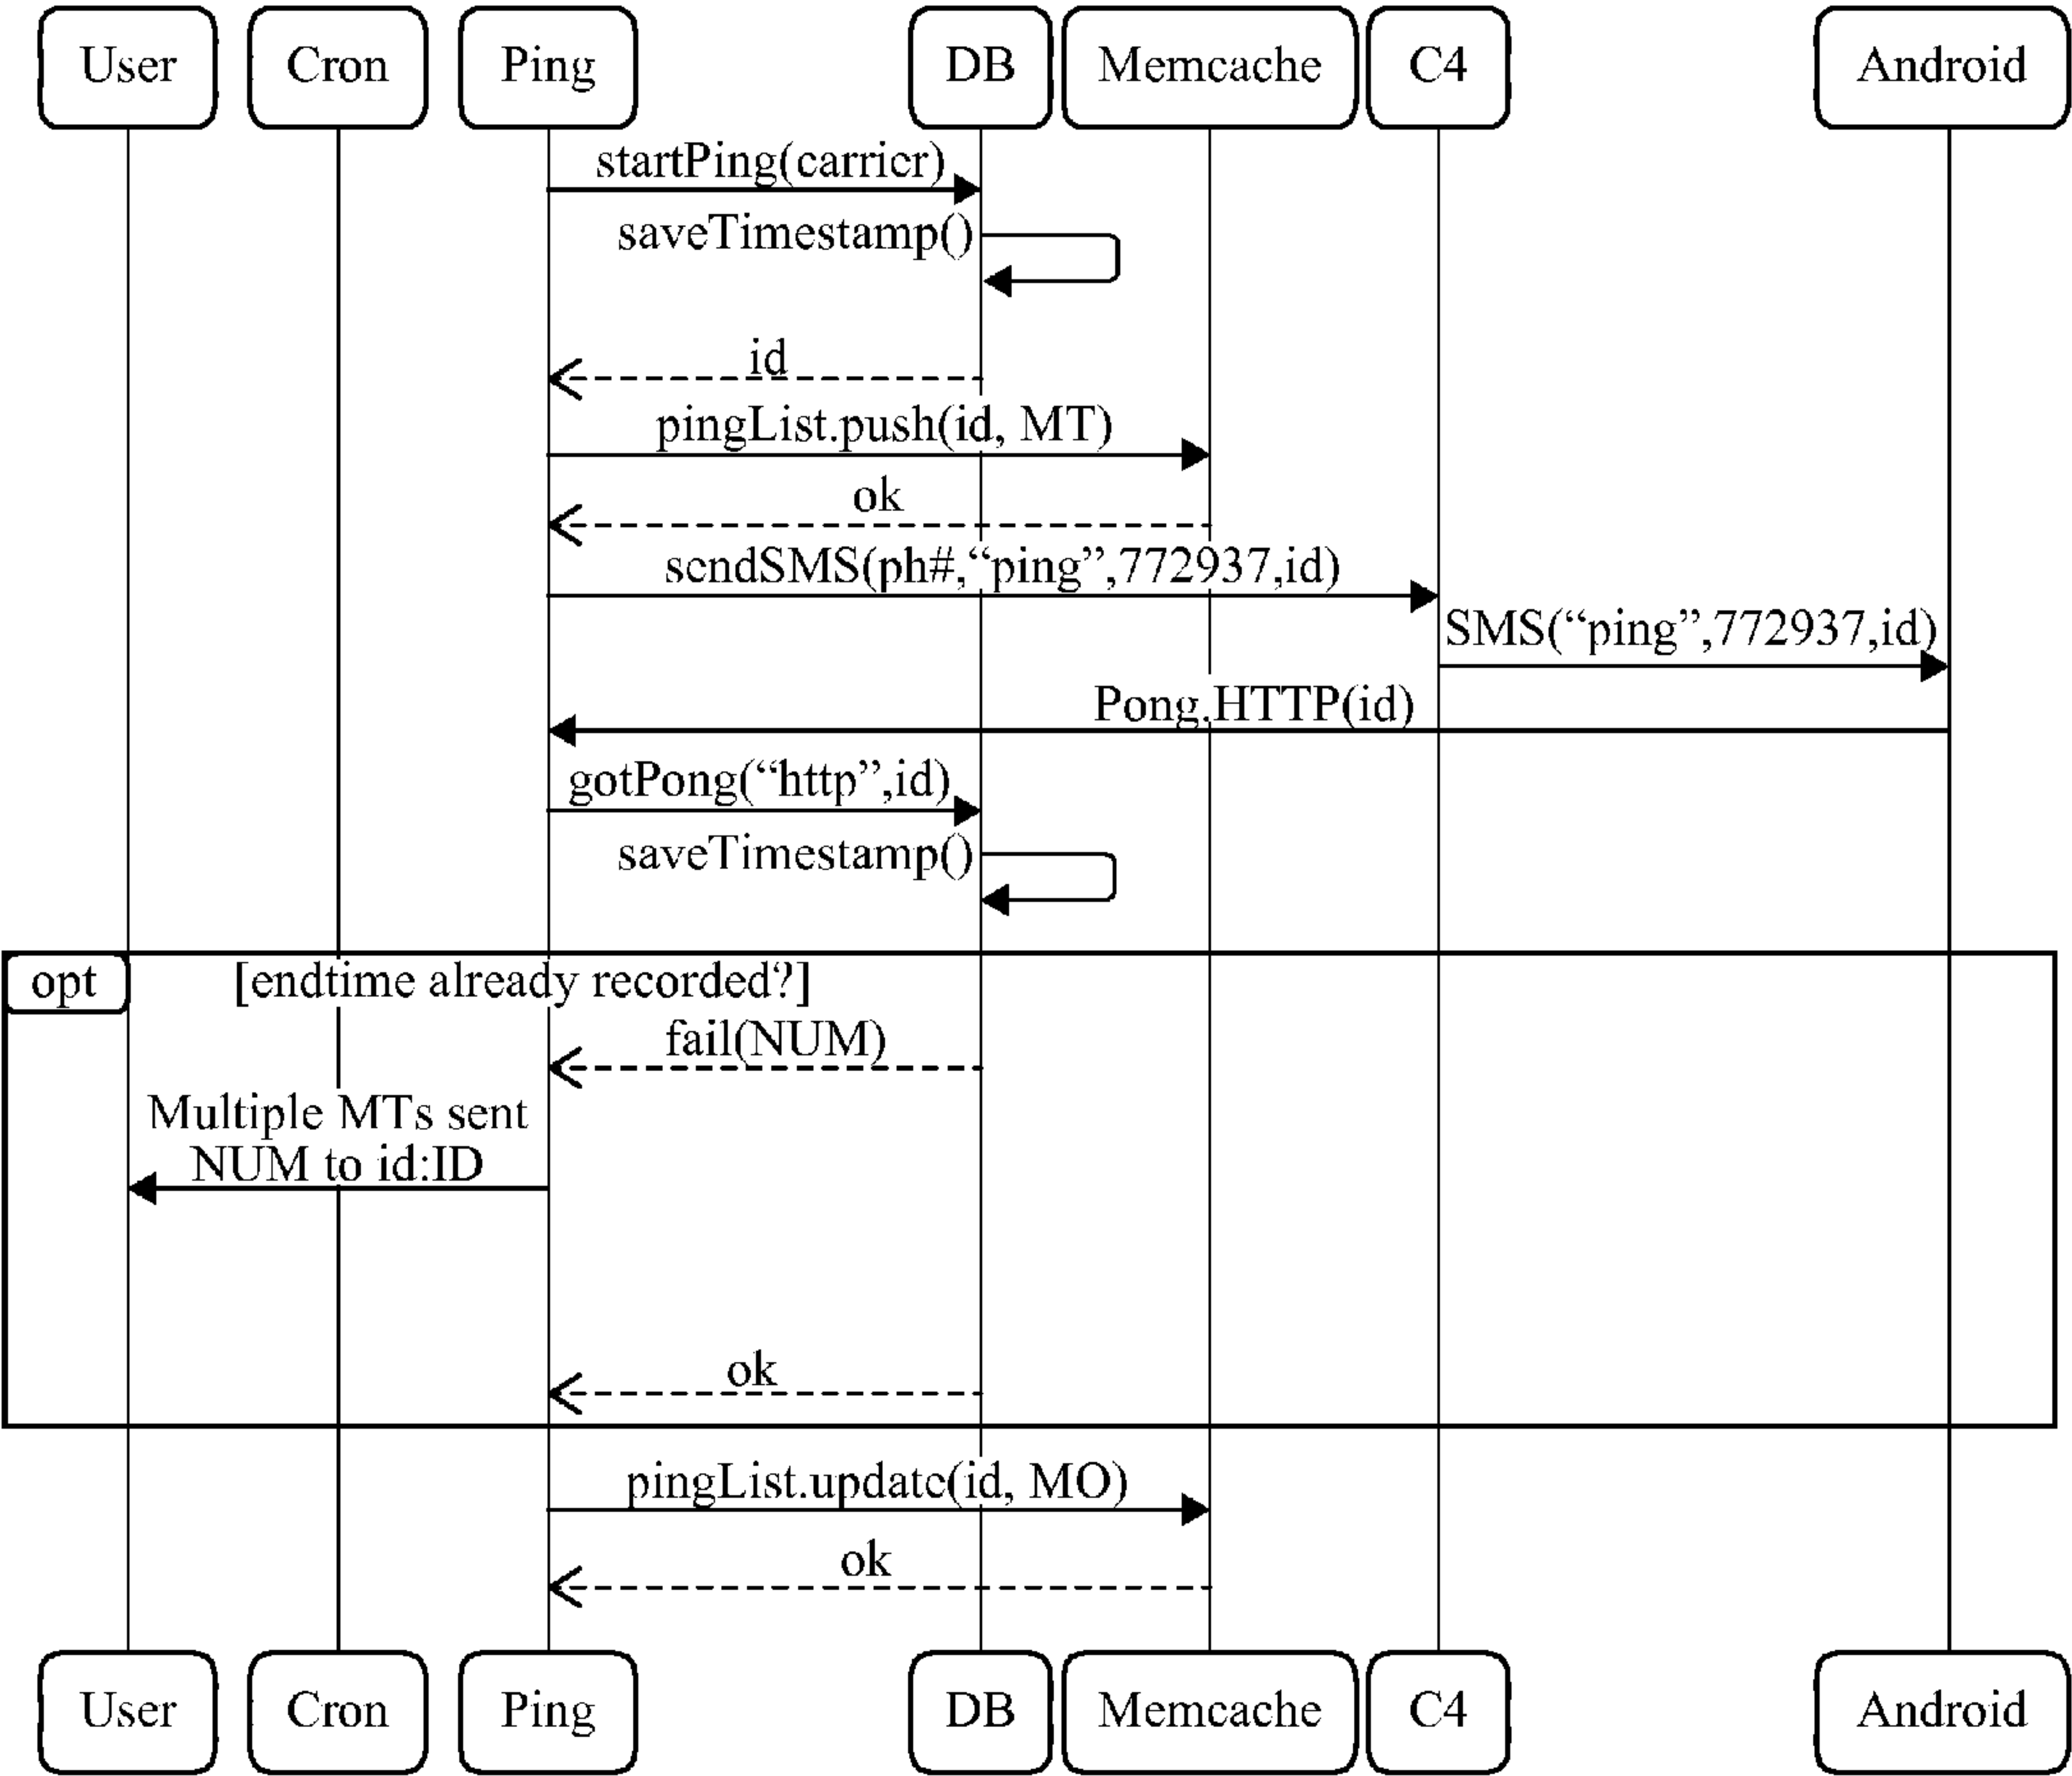 User Cron Ping DB Memcache C4 Android
startPing(carrier)
saveTimestamp()
id
pingList.push(id, MT)
ok
sendSMS(ph#,“ping”,772937,id)
SMS(“ping”,772937,id)
Pong.HTTP(id)
gotPong(“http”,id)
saveTimestamp()
opt [endtime already recorded?]
fail(NUM)
Multiple MTs sent
NUM to id:ID
ok
pingList.update(id, MO)
ok
User Cron Ping DB Memcache C4 Android